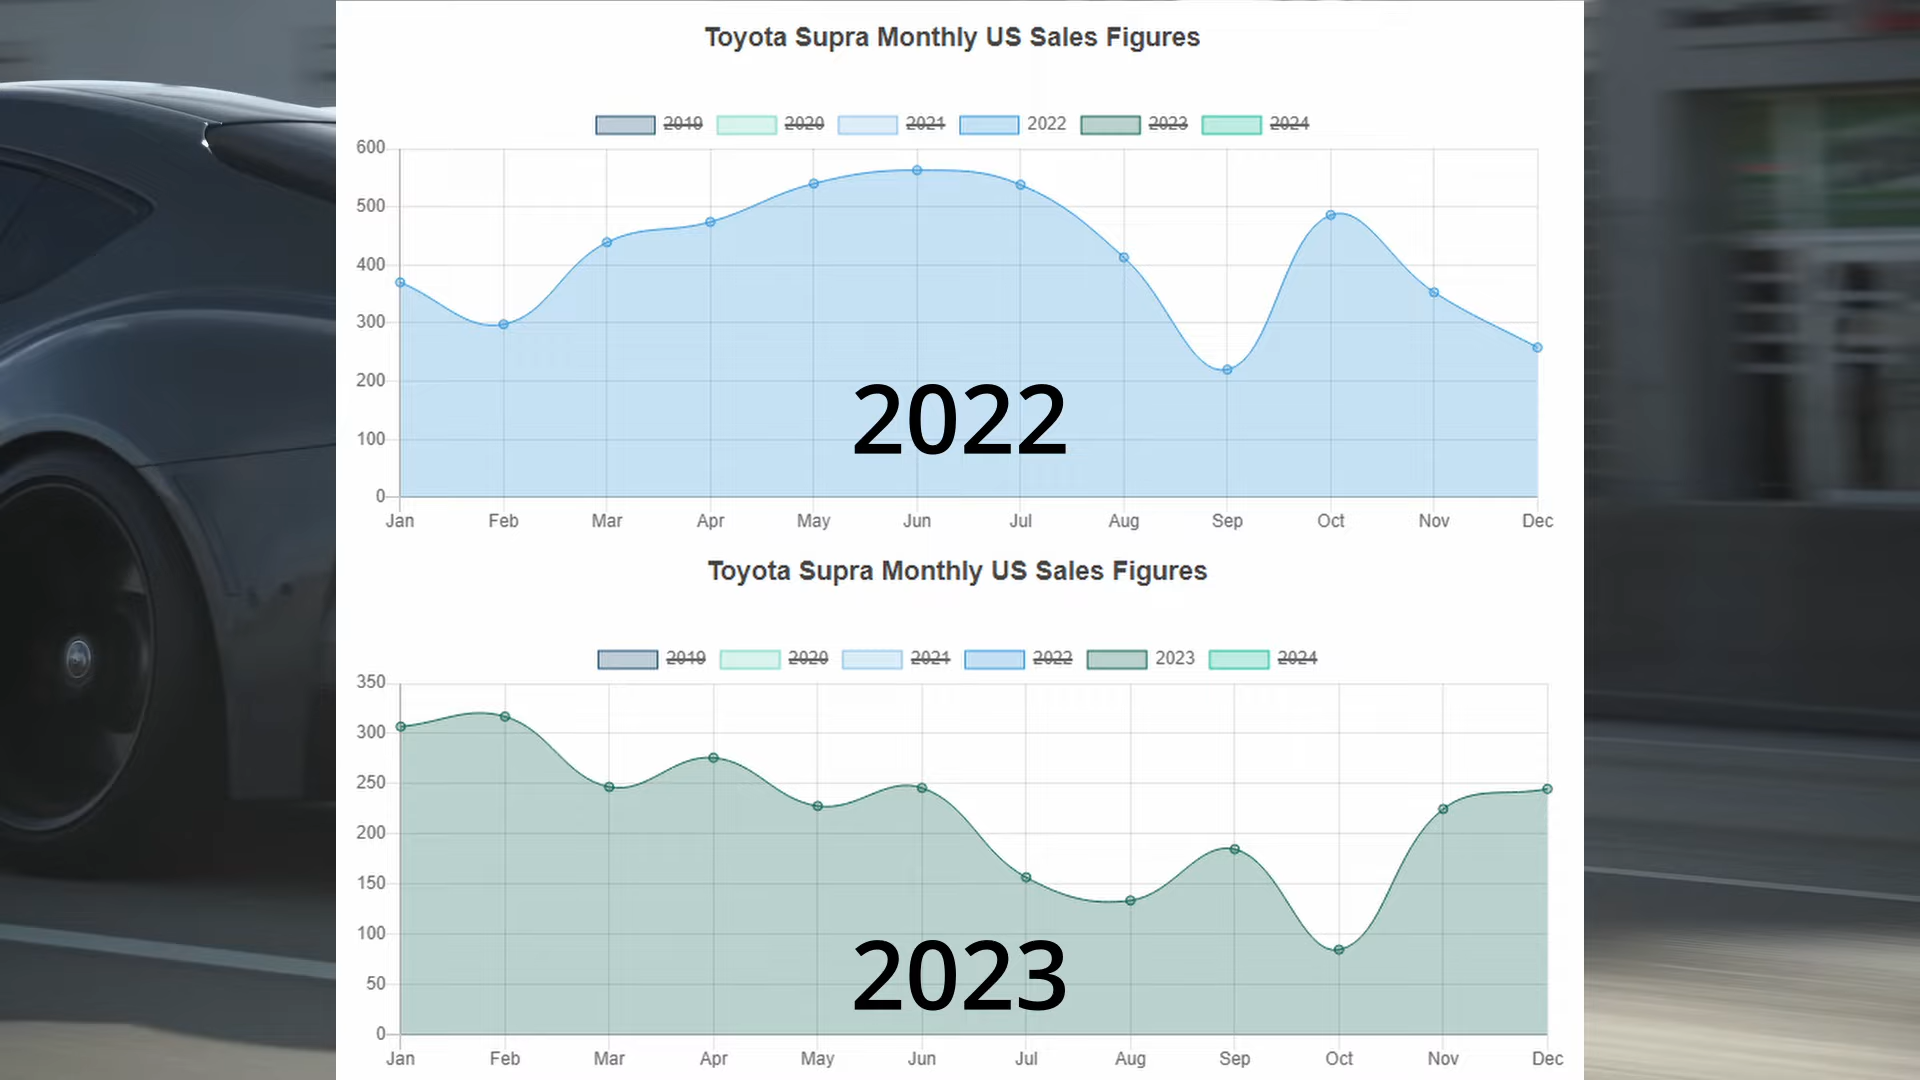 Toyota Supra Monthly US Sales Figures
2019 2020 2021 2022 2023 2024
600
500
400
300
200
100
0
2022
Jan Feb Mar Apr May Jun Jul Aug Sep Oct Nov Dec
Toyota Supra Monthly US Sales Figures
2019 2020 2021 2022 2023 2024
350
300
250
200
150
100
50
0
2023
Jan Feb Mar Apr May Jun Jul Aug Sep Oct Nov Dec